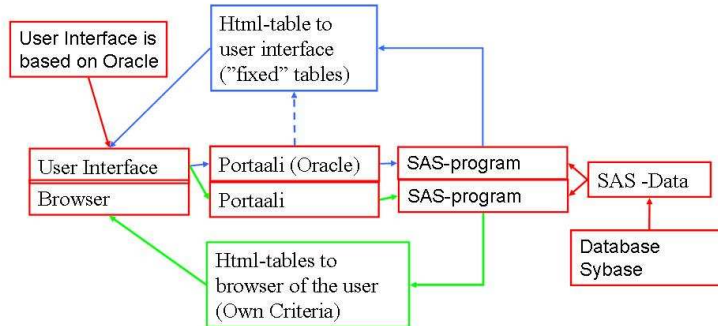 User Interface is
based on Oracle
Html-table to
user interface
("fixed" tables)
User Interface
Browser
Portaali (Oracle)
Portaali
SAS-program
SAS-program
SAS -Data
Database
Sybase
Html-tables to
browser of the user
(Own Criteria)